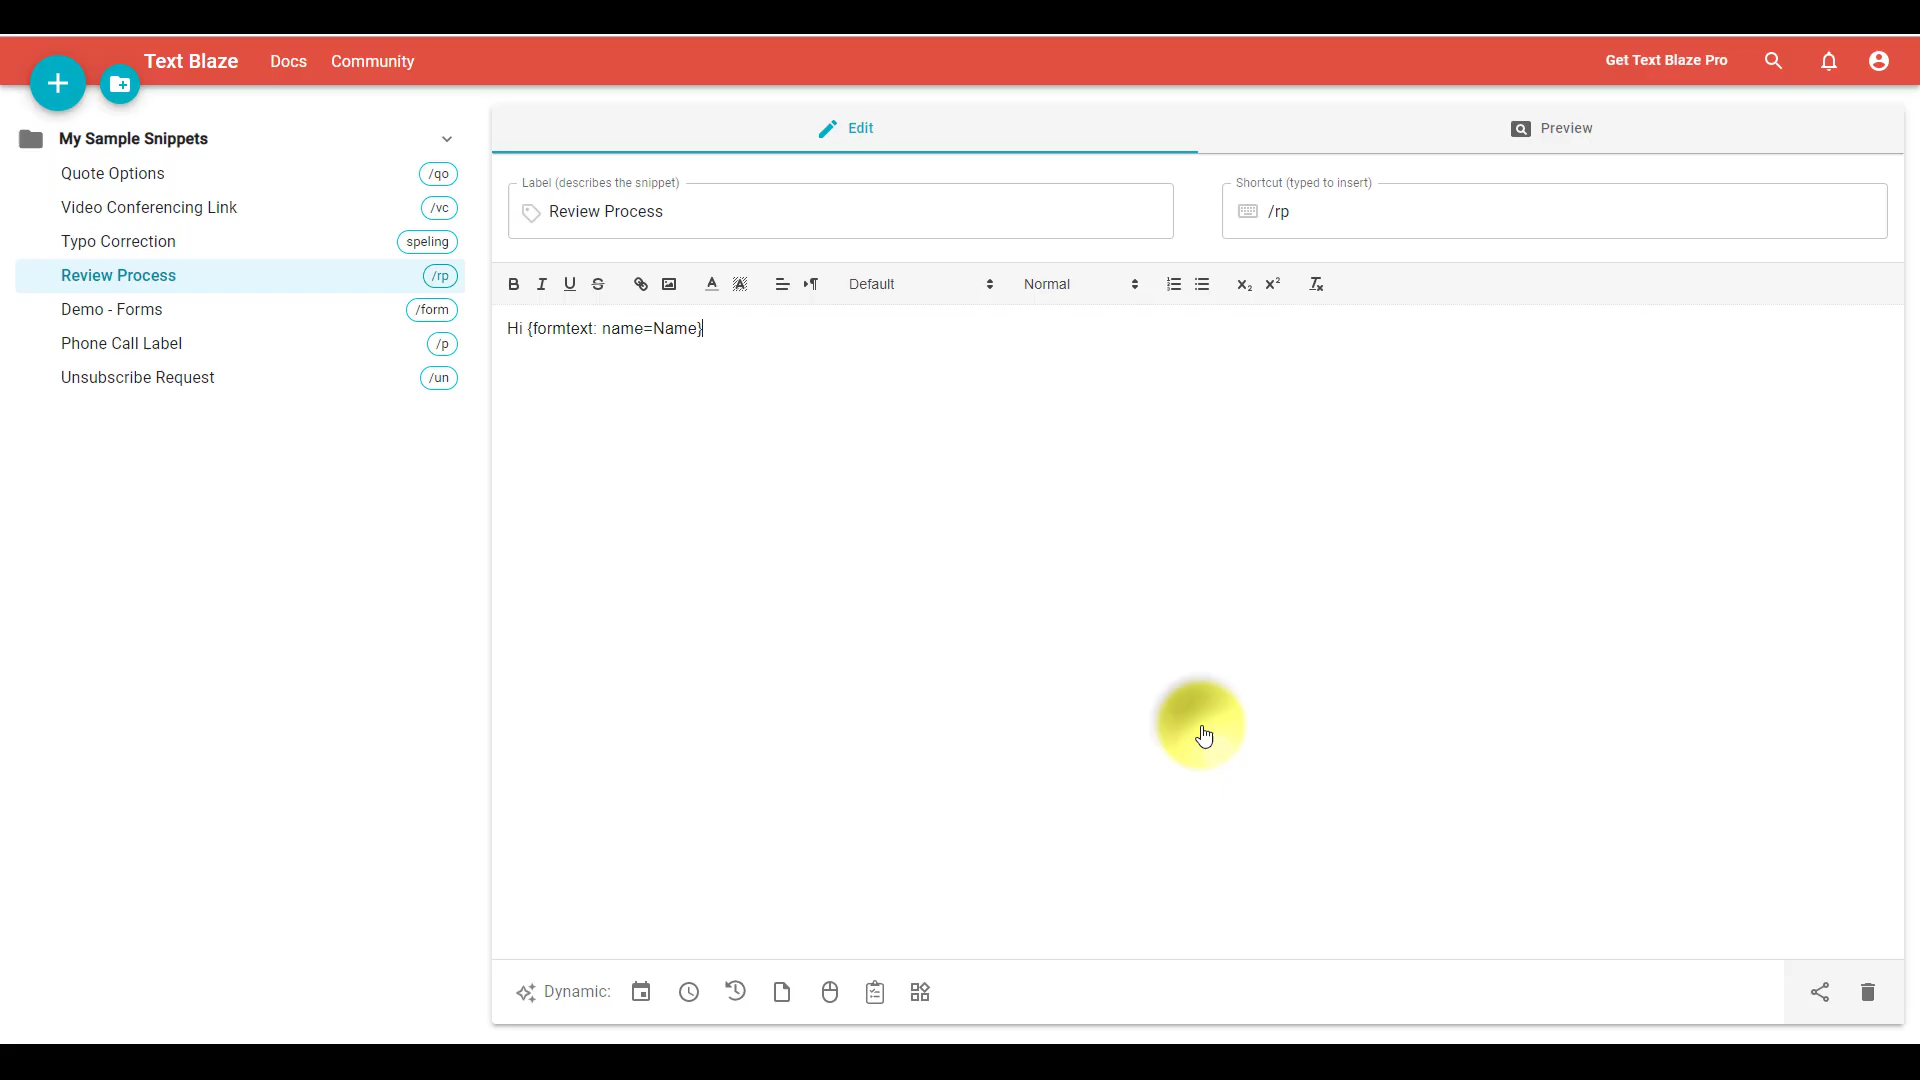 Text Blaze
Docs
Community
Get Text Blaze Pro
My Sample Snippets
Quote Options
/qo
Video Conferencing Link
/vc
Typo Correction
speling
Review Process
/rp
Demo - Forms
/form
Phone Call Label
/p
Unsubscribe Request
/un
Edit
Preview
Label (describes the snippet)
Review Process
Shortcut (typed to insert)
/rp
Default
Normal
Hi {formtext: name=Name}
Dynamic: